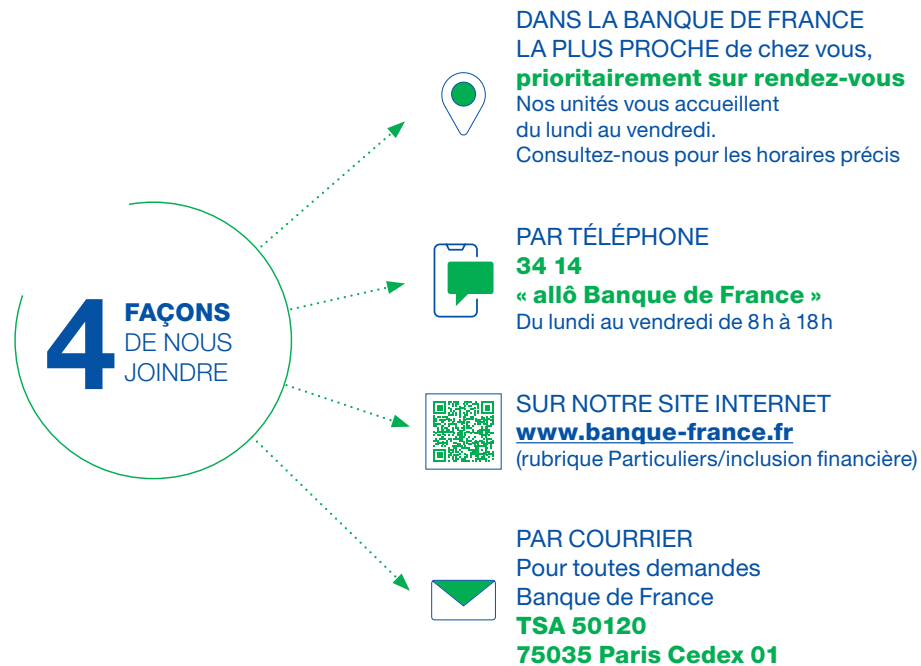 4
FAÇONS
DE NOUS
JOINDRE
DANS LA BANQUE DE FRANCE
LA PLUS PROCHE de chez vous,
prioritairement sur rendez-vous
Nos unités vous accueillent
du lundi au vendredi.
Consultez-nous pour les horaires précis
PAR TÉLÉPHONE
34 14
« allô Banque de France »
Du lundi au vendredi de 8 h à 18 h
SUR NOTRE SITE INTERNET
www.banque-france.fr
(rubrique Particuliers/inclusion financière)
PAR COURRIER
Pour toutes demandes
Banque de France
TSA 50120
75035 Paris Cedex 01